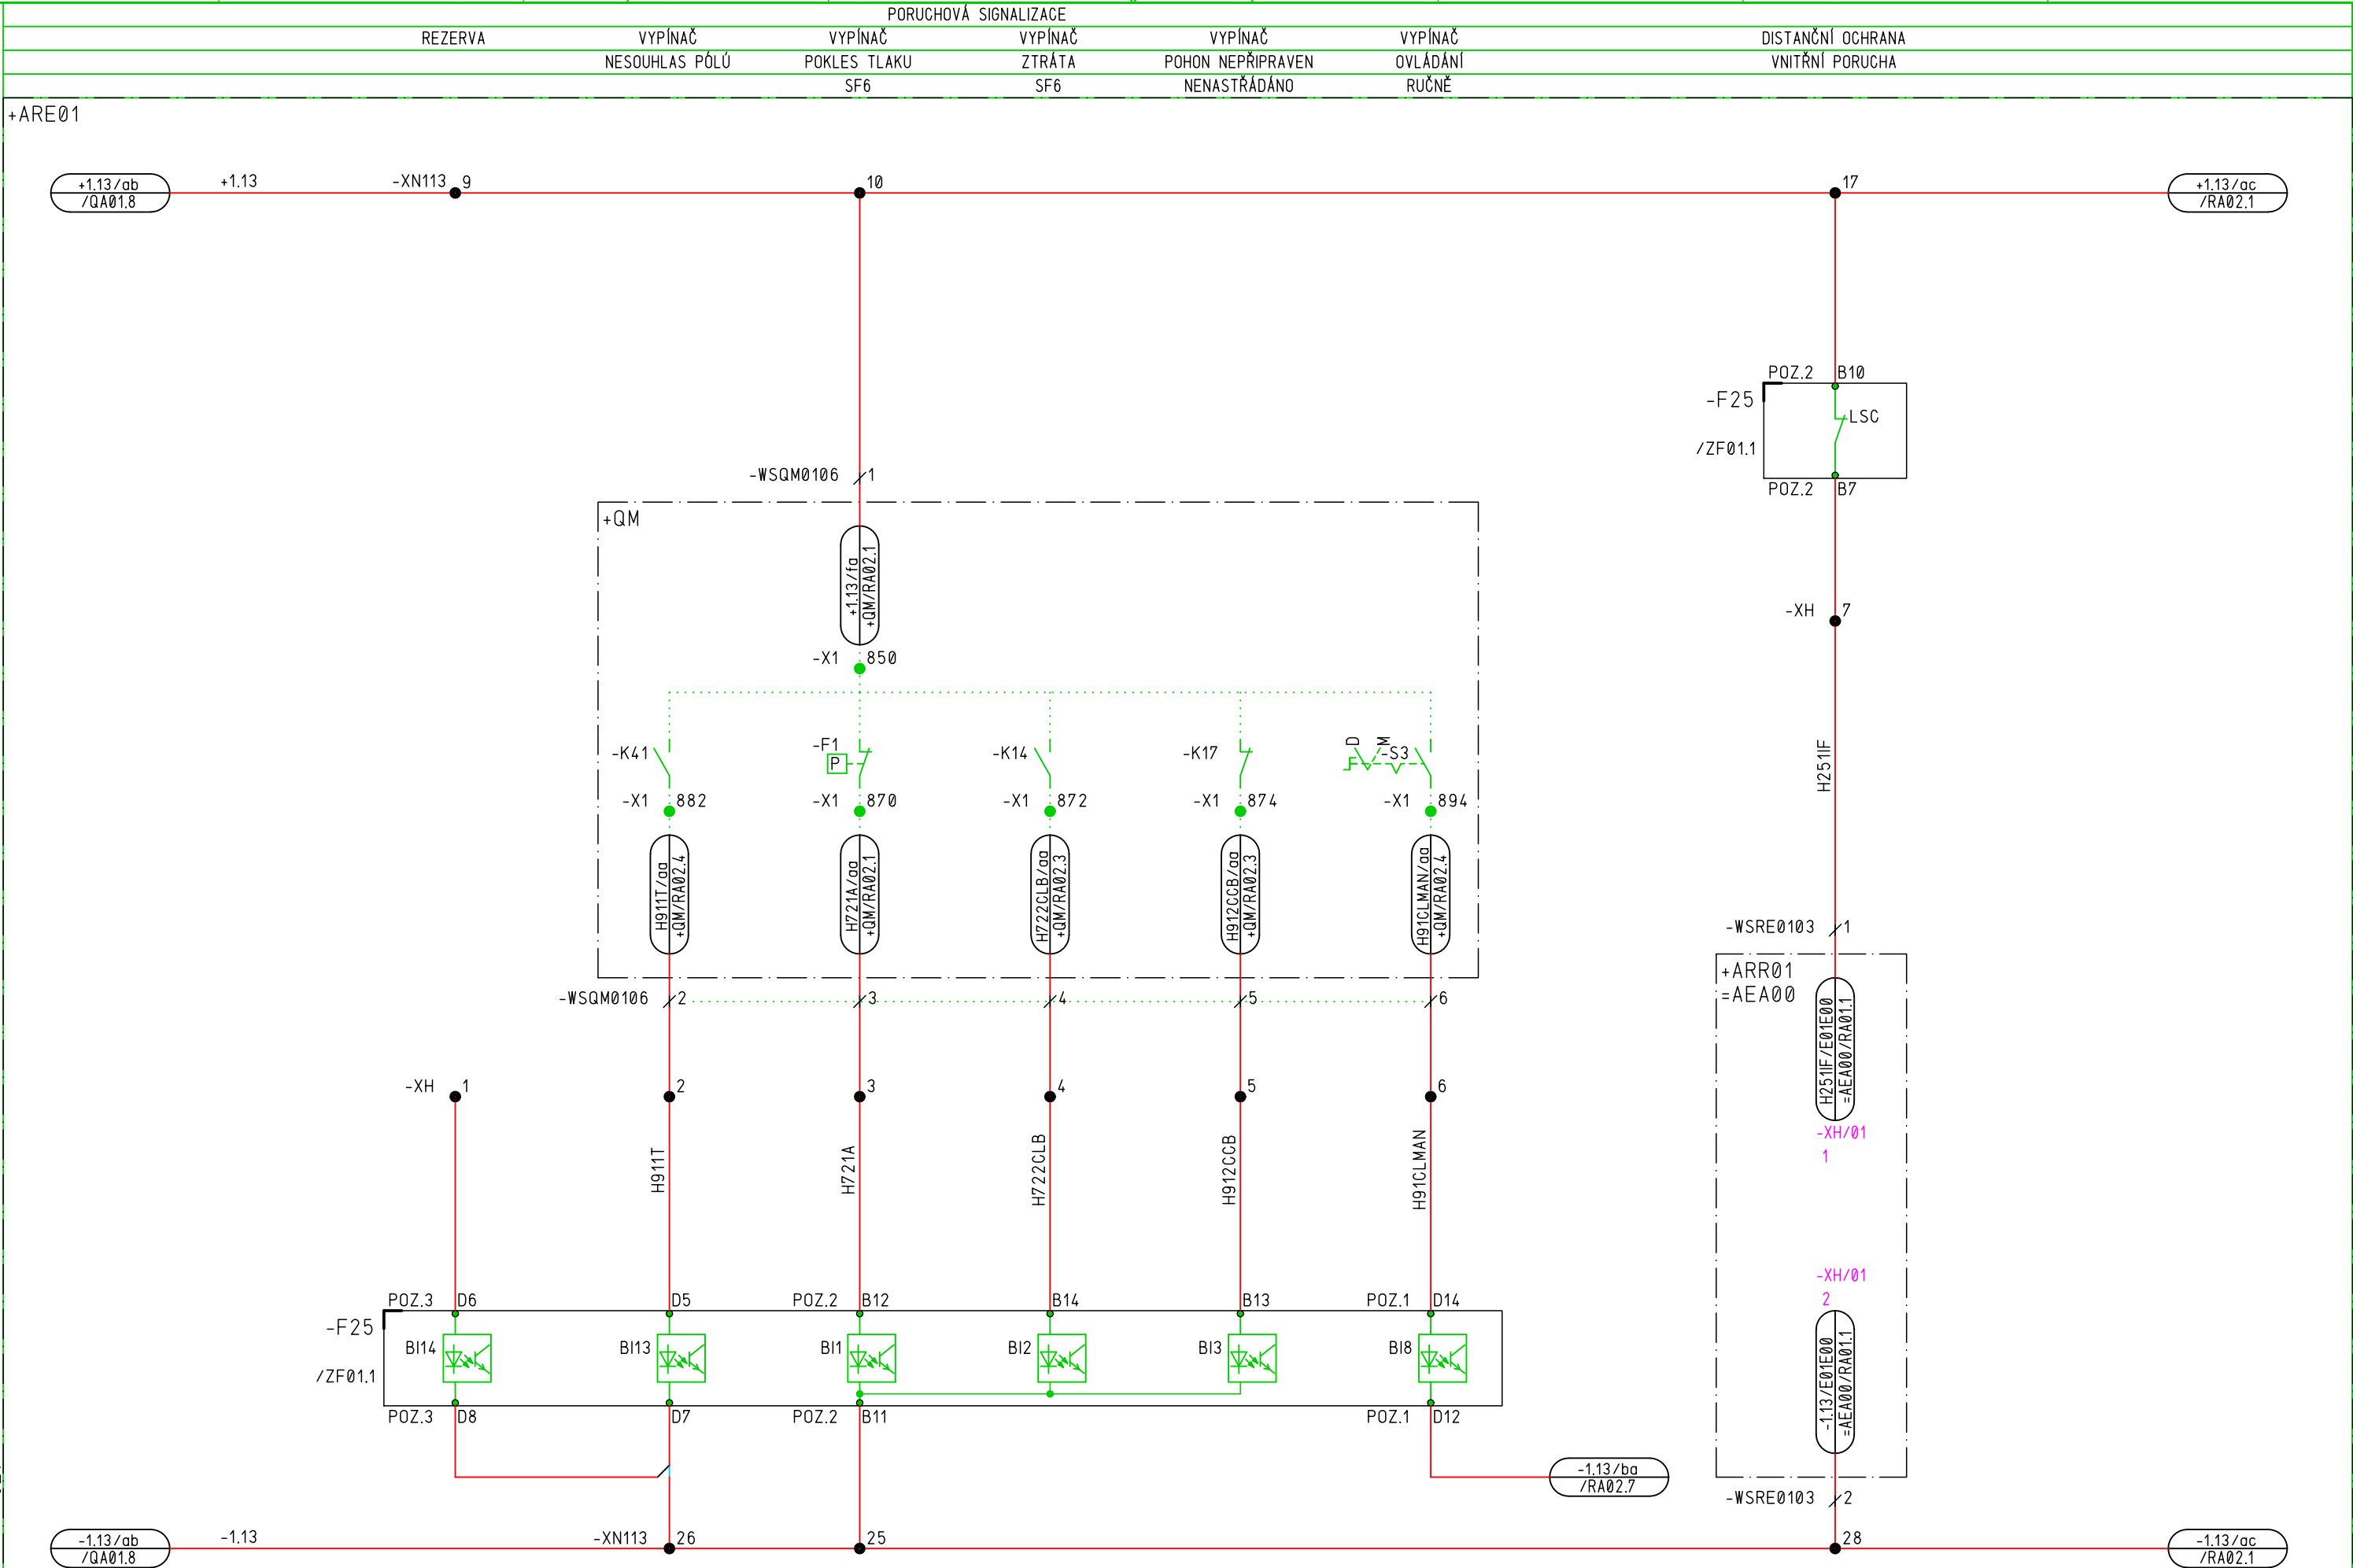 PORUCHOVÁ SIGNALIZACE
REZERVA VYPÍNAČ VYPÍNAČ VYPÍNAČ VYPÍNAČ VYPÍNAČ DISTANČNÍ OCHRANA
NESOUHLAS PÓLŮ POKLES TLAKU ZTRÁTA POHON NEPŘIPRAVEN OVLÁDÁNÍ VNITŘNÍ PORUCHA
SF6 SF6 NENASTŘÁDÁNO RUČNĚ
+ARE01
+1.13/ab +1.13 -XN113 9 10 17 +1.13/ac
/QA01.8 /RA02.1
POZ.2 B10
-F25
LSC
/ZF01.1
POZ.2 B7
-WSQM0106 1
+QM
+1.13/fa
+QM/RA02.1
-XH 7
-X1 850
-K41 -F1 P -K14 -K17 D M -S3
H251IF
-X1 882 -X1 870 -X1 872 -X1 874 -X1 894
H911T/aa
+QM/RA02.4
H721A/aa
+QM/RA02.1
H722CLB/aa
+QM/RA02.3
H912CCB/aa
+QM/RA02.3
H91CLMAN/aa
+QM/RA02.4
-WSRE0103 1
+ARR01
=AEA00
-WSQM0106 2 3 4 5 6
H251IF/E01E00
=AEA00/RA01.1
-XH 1 2 3 4 5 6
-XH/01
1
H911T
H721A
H722CLB
H912CCB
H91CLMAN
-XH/01
2
POZ.3 D6 D5 POZ.2 B12 B14 B13 POZ.1 D14
-F25
BI14 BI13 BI1 BI2 BI3 BI8
/ZF01.1
POZ.3 D8 D7 POZ.2 B11 POZ.1 D12
-1.13/E01E00
=AEA00/RA01.1
-1.13/ba
/RA02.7
-WSRE0103 2
-1.13/ab -1.13 -XN113 26 25 28 -1.13/ac
/QA01.8 /RA02.1